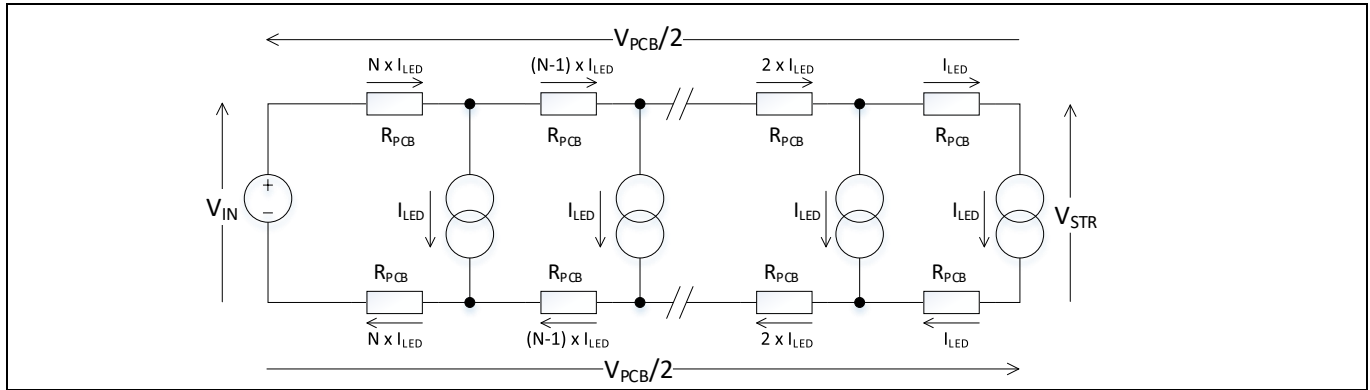 V_PCB/2
N x I_LED
(N-1) x I_LED
2 x I_LED
I_LED
R_PCB
R_PCB
R_PCB
R_PCB
V_IN
+
–
I_LED
I_LED
I_LED
I_LED
V_STR
R_PCB
R_PCB
R_PCB
R_PCB
N x I_LED
(N-1) x I_LED
2 x I_LED
I_LED
V_PCB/2